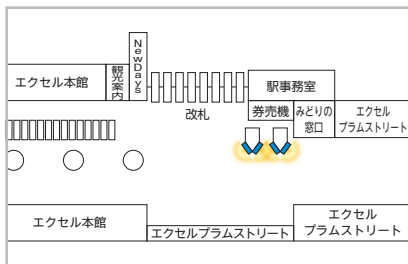 NewDays
エクセル本館
観光案内
改札
駅事務室
券売機
みどりの
窓口
エクセル
プラムストリート
エクセル本館
エクセルプラムストリート
エクセル
プラムストリート